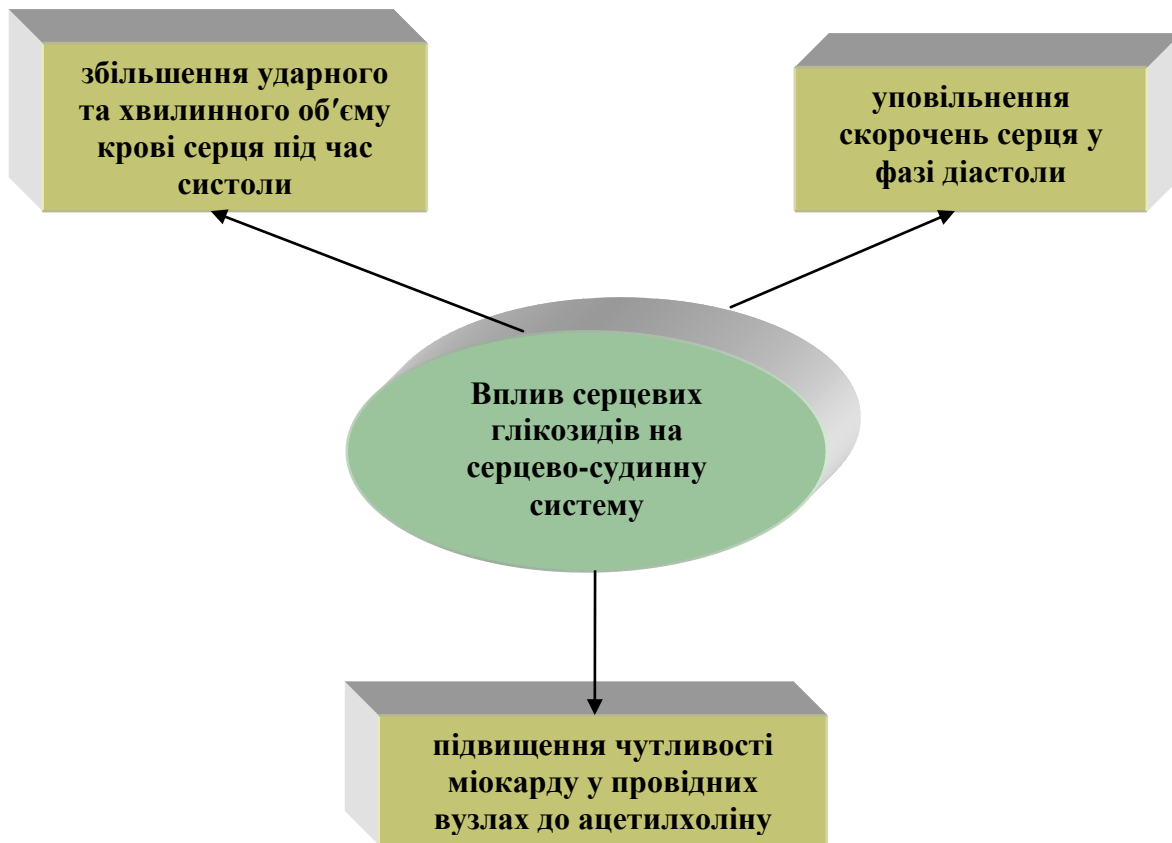 збільшення ударного
та хвилинного об′єму
крові серця під час
систоли
уповільнення
скорочень серця у
фазі діастоли
Вплив серцевих
глікозидів на
серцево-судинну
систему
підвищення чутливості
міокарду у провідних
вузлах до ацетилхоліну